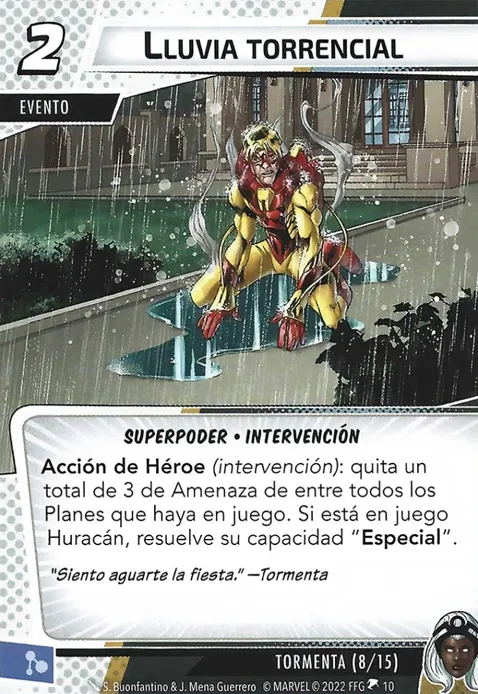 2
LLUVIA TORRENCIAL
EVENTO
SUPERPODER • INTERVENCIÓN
Acción de Héroe (intervención): quita un
total de 3 de Amenaza de entre todos los
Planes que haya en juego. Si está en juego
Huracán, resuelve su capacidad “Especial”.
"Siento aguarte la fiesta." —Tormenta
TORMENTA (8/15)
S. Buonfantino & J. Mena Guerrero © MARVEL © 2022 FFG 10